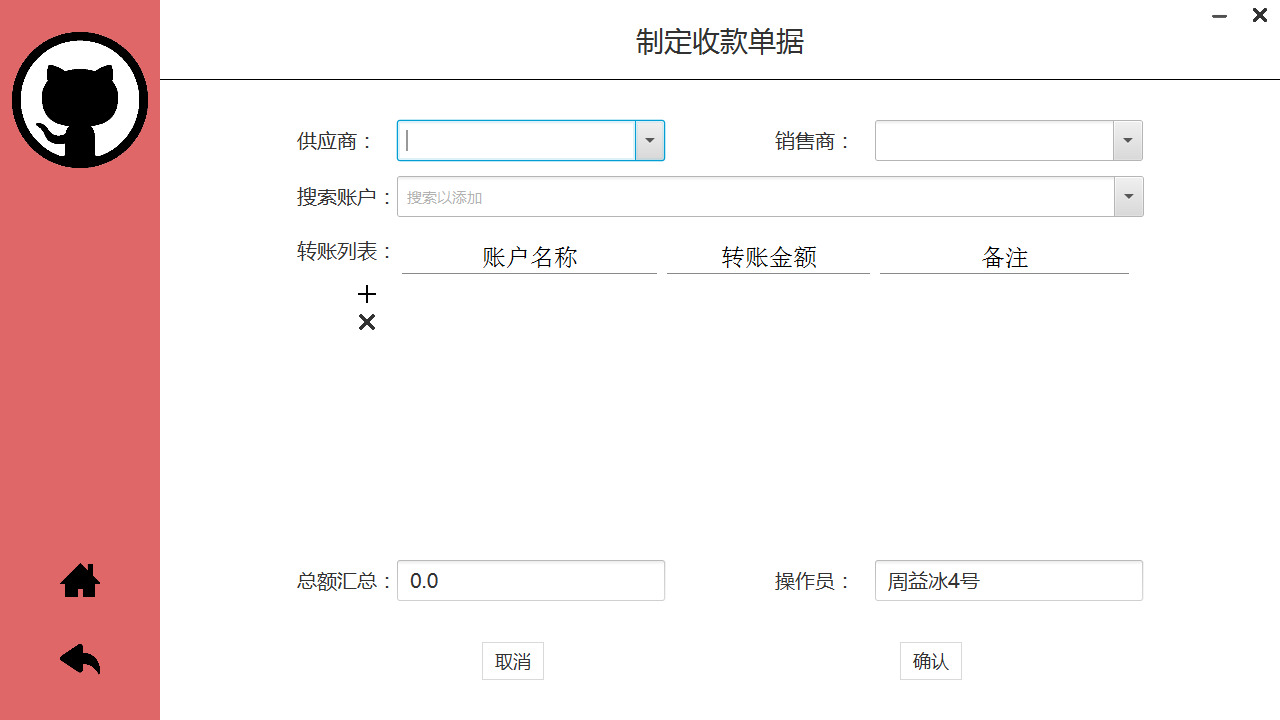 制定收款单据
供应商： 销售商：
搜索账户：搜索以添加
转账列表： 账户名称 转账金额 备注
总额汇总：0.0 操作员： 周益冰4号
取消 确认